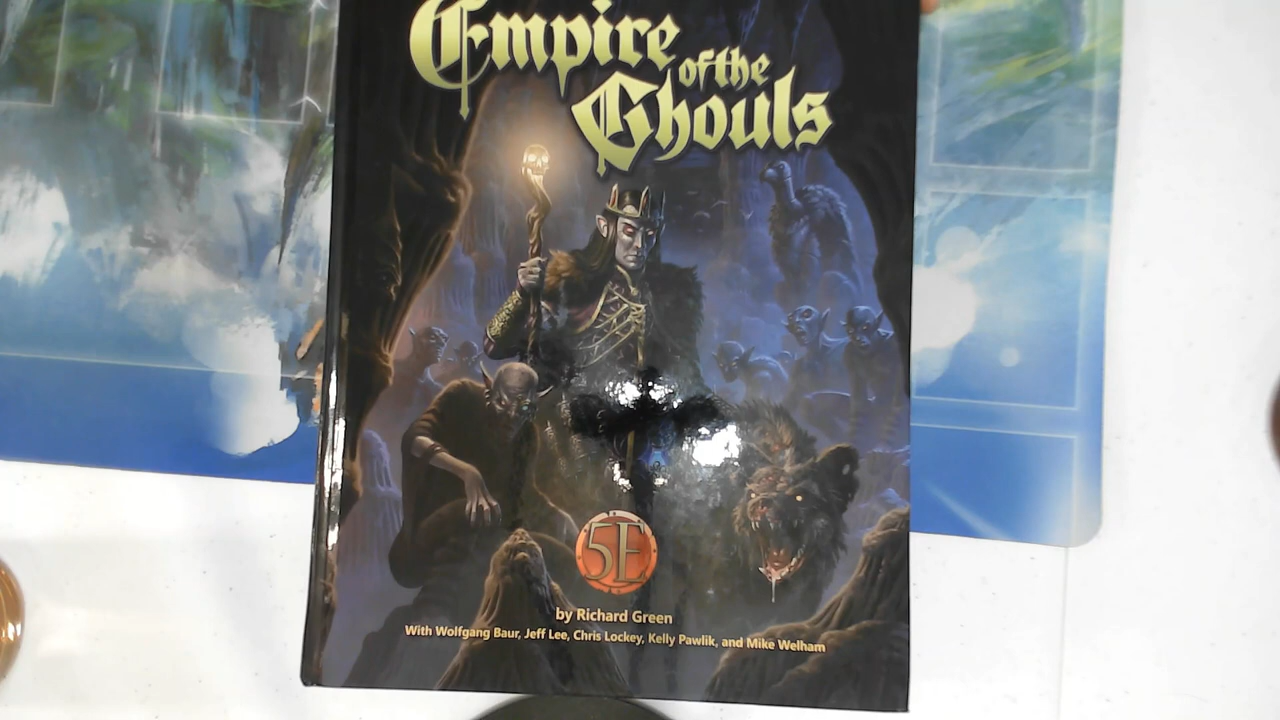 Empire
of the
Ghouls
5E
by Richard Green
With Wolfgang Baur, Jeff Lee, Chris Lockey, Kelly Pawlik, and Mike Welham